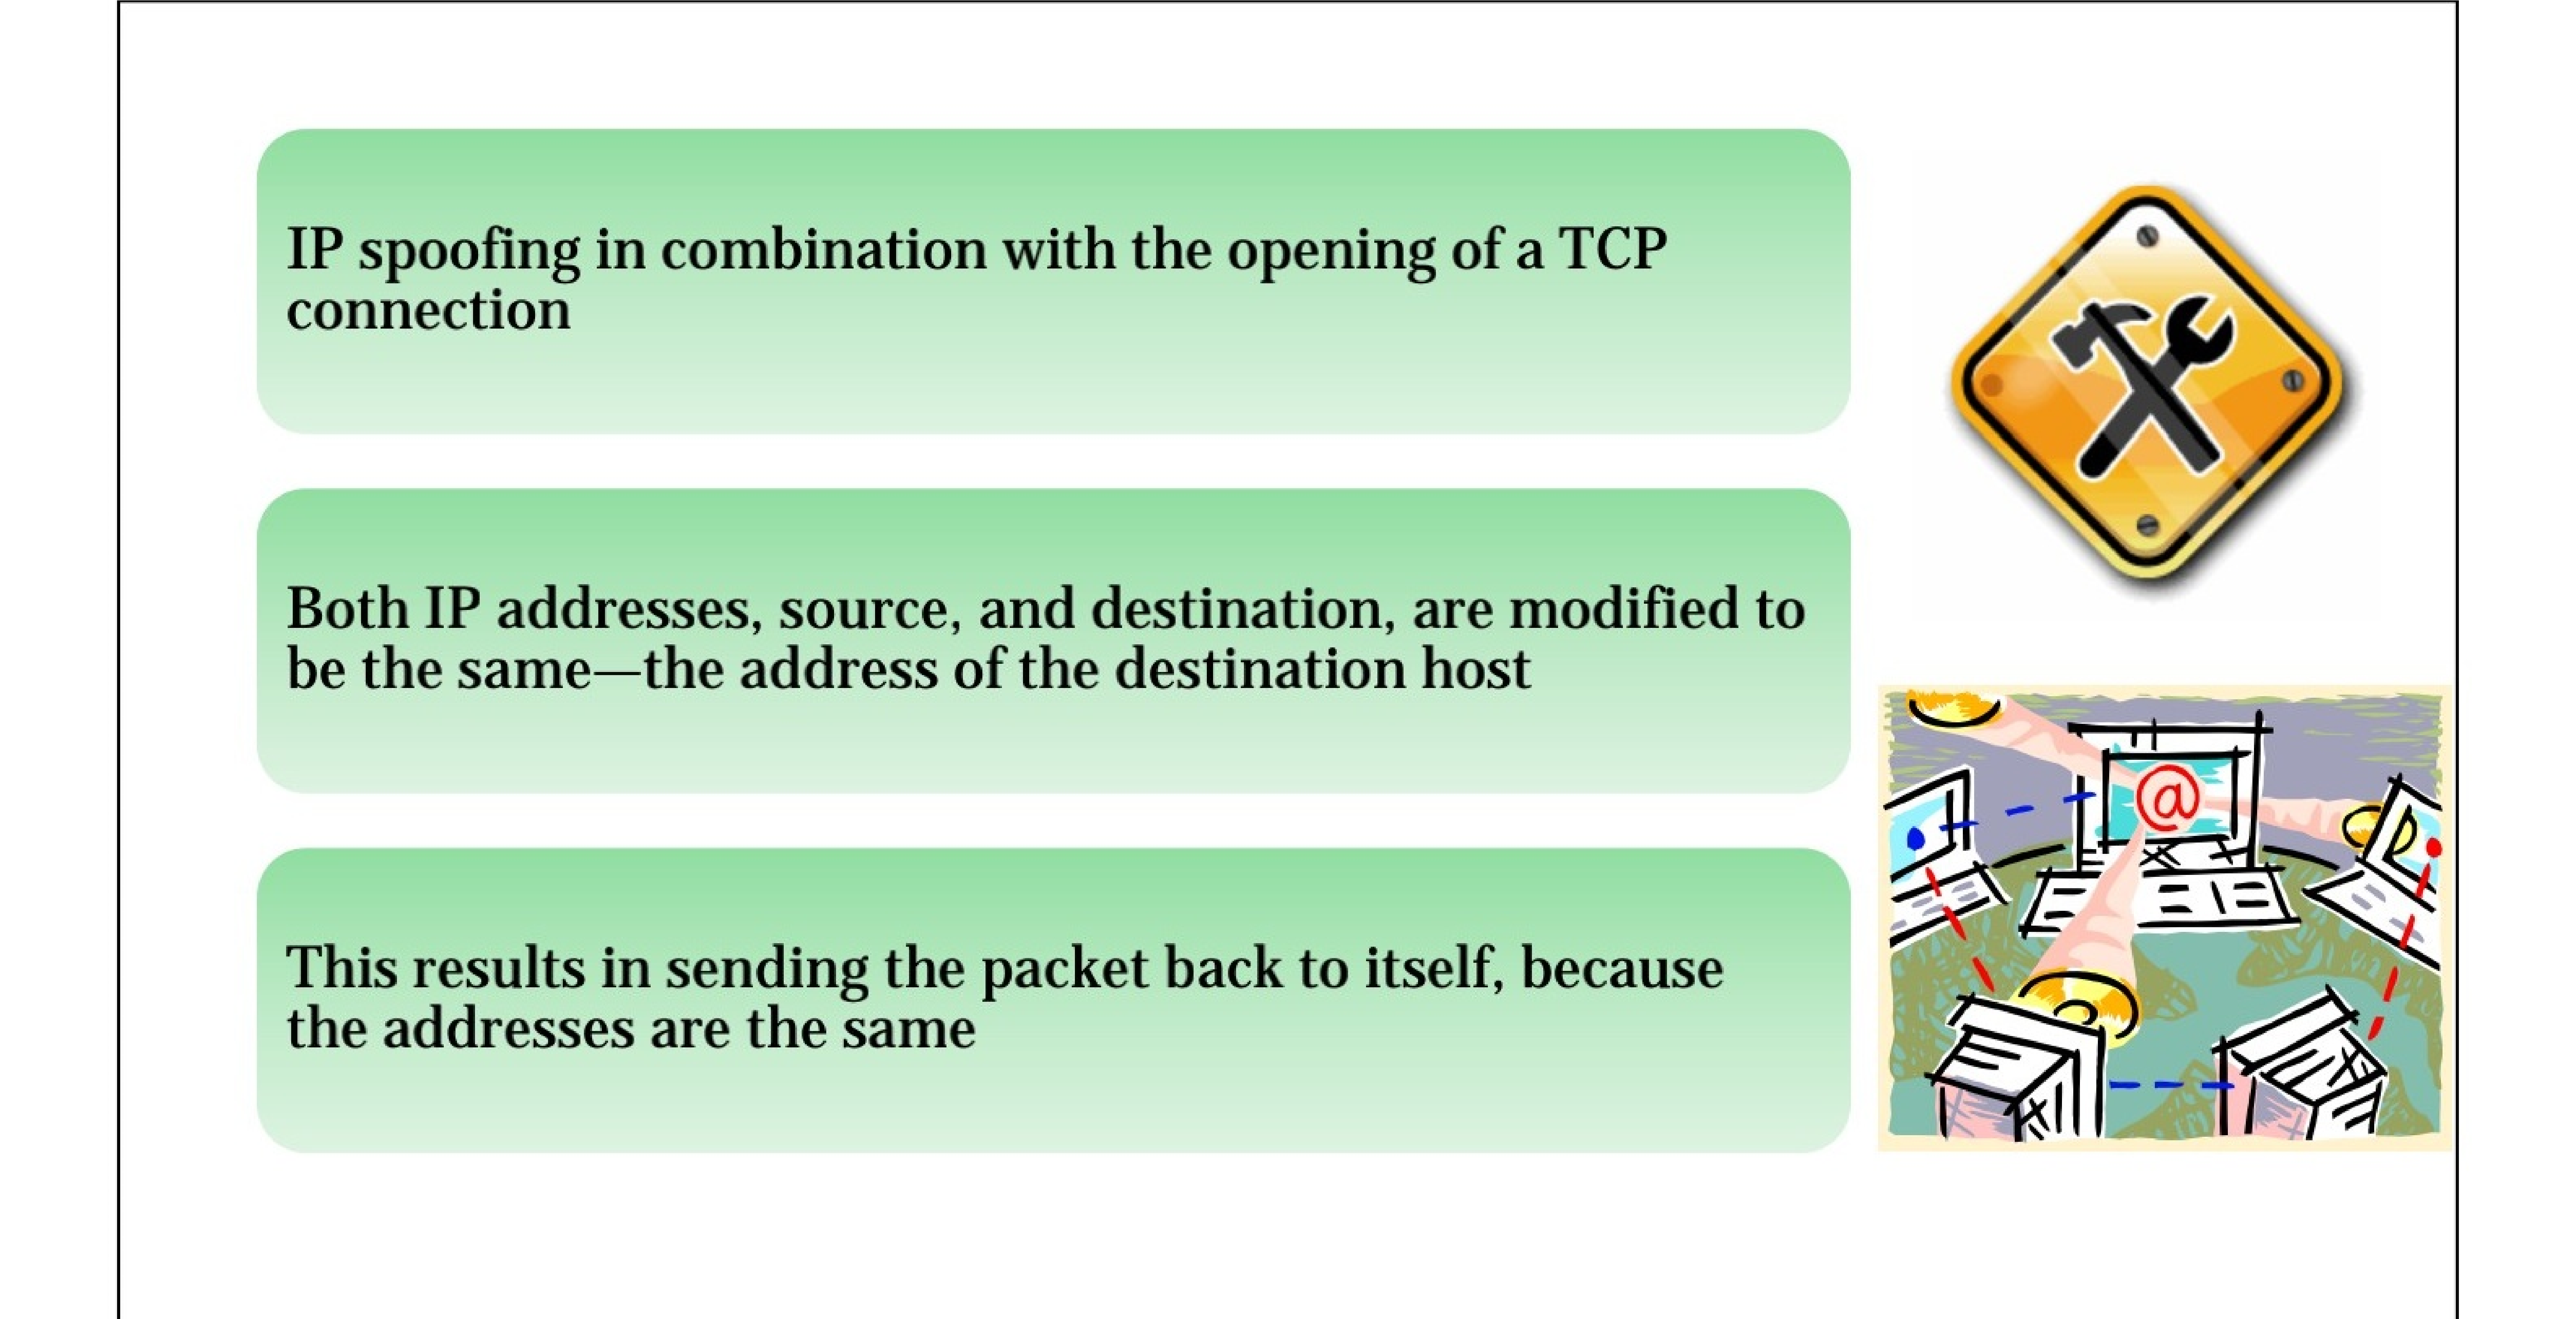 IP spoofing in combination with the opening of a TCP
connection
Both IP addresses, source, and destination, are modified to
be the same—the address of the destination host
This results in sending the packet back to itself, because
the addresses are the same
@